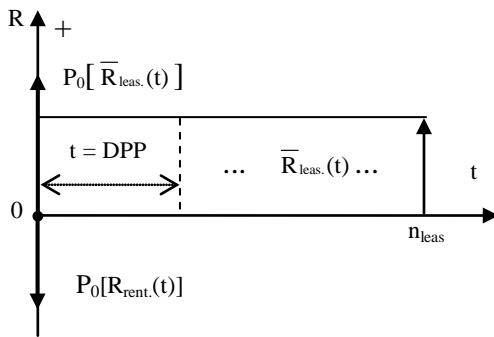 R +
P₀[ R̅leas.(t) ]
t = DPP
... R̅leas.(t) ... t
0
nleas
P₀[Rrent.(t)]